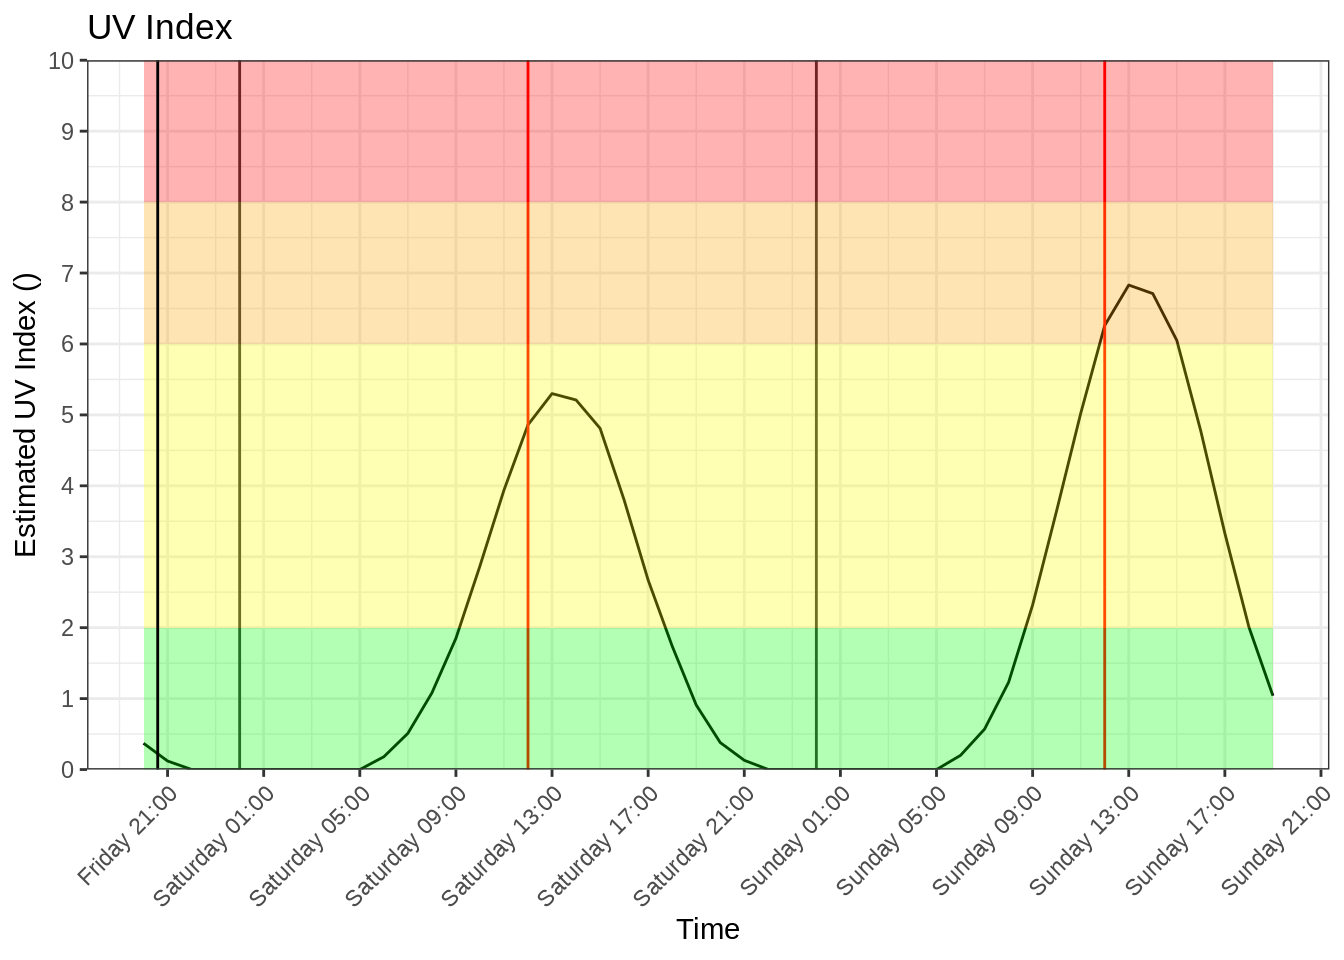 UV Index
10
9
8
7
6
5
4
3
2
1
0
Estimated UV Index ()
Friday 21:00
Saturday 01:00
Saturday 05:00
Saturday 09:00
Saturday 13:00
Saturday 17:00
Saturday 21:00
Sunday 01:00
Sunday 05:00
Sunday 09:00
Sunday 13:00
Sunday 17:00
Sunday 21:00
Time